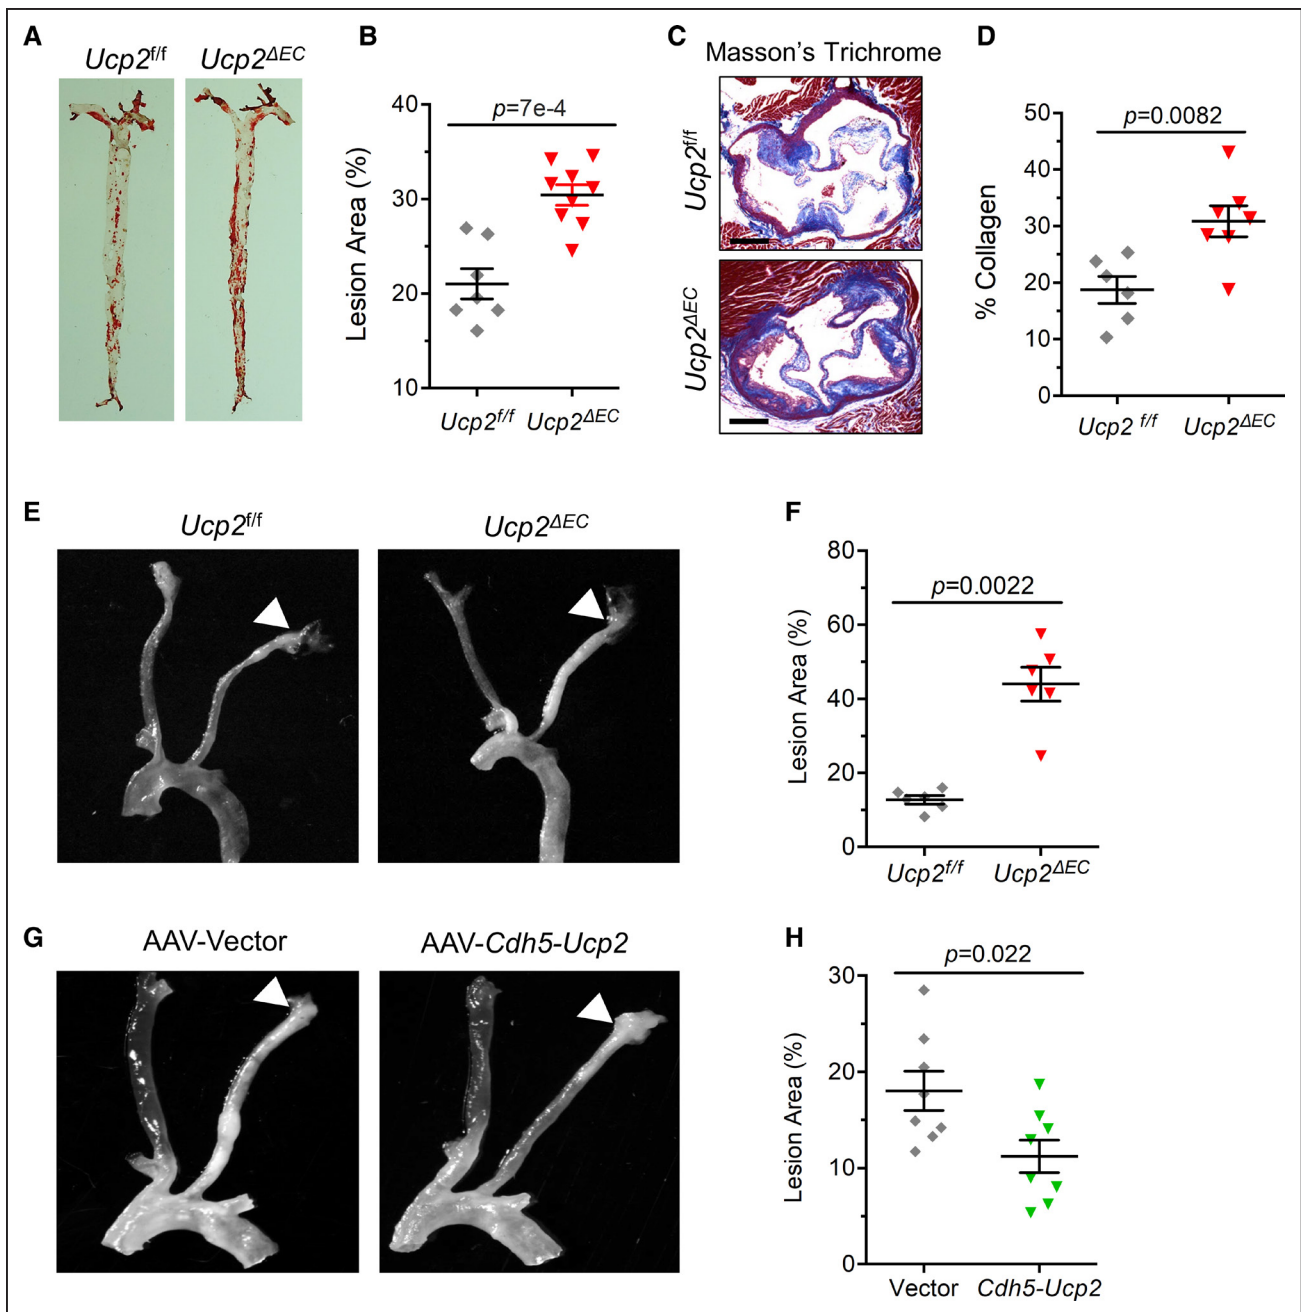 A
Ucp2f/f
Ucp2ΔEC
B
Lesion Area (%)
40
30
20
10
p=7e-4
Ucp2f/f
Ucp2ΔEC
C
Masson's Trichrome
Ucp2f/f
Ucp2ΔEC
D
% Collagen
50
40
30
20
10
0
p=0.0082
Ucp2 f/f
Ucp2ΔEC
E
Ucp2f/f
Ucp2ΔEC
F
Lesion Area (%)
80
60
40
20
0
p=0.0022
Ucp2f/f
Ucp2ΔEC
G
AAV-Vector
AAV-Cdh5-Ucp2
H
Lesion Area (%)
30
20
10
0
p=0.022
Vector
Cdh5-Ucp2